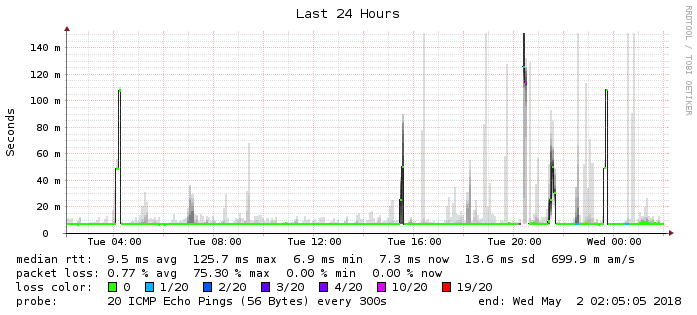 Last 24 Hours
RRDTOOL / TOBI OETIKER
Seconds
140 m
120 m
100 m
80 m
60 m
40 m
20 m
0
Tue 04:00 Tue 08:00 Tue 12:00 Tue 16:00 Tue 20:00 Wed 00:00
median rtt: 9.5 ms avg 125.7 ms max 6.9 ms min 7.3 ms now 13.6 ms sd 699.9 m am/s
packet loss: 0.77 % avg 75.30 % max 0.00 % min 0.00 % now
loss color: 0 1/20 2/20 3/20 4/20 10/20 19/20
probe: 20 ICMP Echo Pings (56 Bytes) every 300s end: Wed May 2 02:05:05 2018